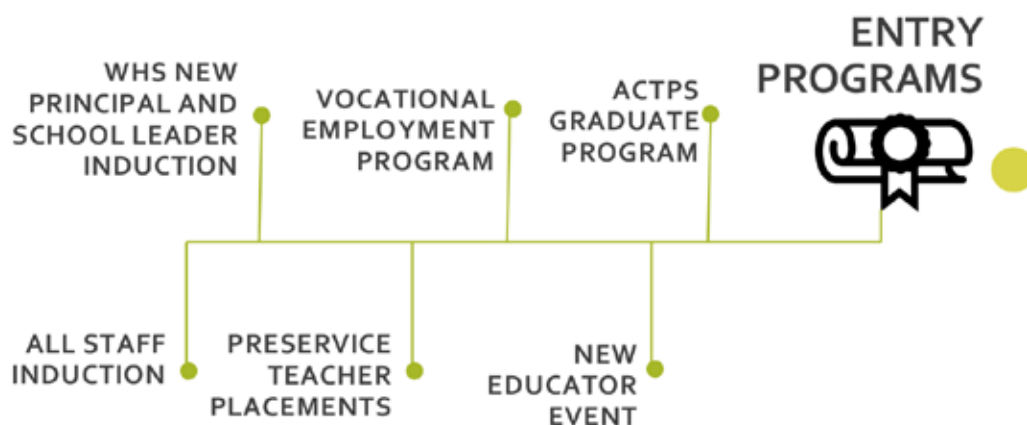 ENTRY
PROGRAMS
WHS NEW
PRINCIPAL AND
SCHOOL LEADER
INDUCTION
VOCATIONAL
EMPLOYMENT
PROGRAM
ACTPS
GRADUATE
PROGRAM
ALL STAFF
INDUCTION
PRESERVICE
TEACHER
PLACEMENTS
NEW
EDUCATOR
EVENT